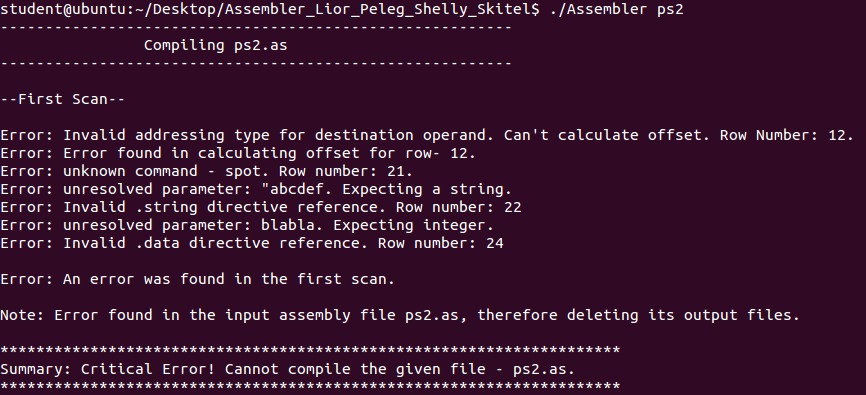 student@ubuntu:~/Desktop/Assembler_Lior_Peleg_Shelly_Skitel$ ./Assembler ps2
---------------------------------------------------------
Compiling ps2.as
---------------------------------------------------------
--First Scan--
Error: Invalid addressing type for destination operand. Can't calculate offset. Row Number: 12.
Error: Error found in calculating offset for row- 12.
Error: unknown command - spot. Row number: 21.
Error: unresolved parameter: "abcdef. Expecting a string.
Error: Invalid .string directive reference. Row number: 22
Error: unresolved parameter: blabla. Expecting integer.
Error: Invalid .data directive reference. Row number: 24
Error: An error was found in the first scan.
Note: Error found in the input assembly file ps2.as, therefore deleting its output files.
*********************************************************************
Summary: Critical Error! Cannot compile the given file - ps2.as.
*********************************************************************